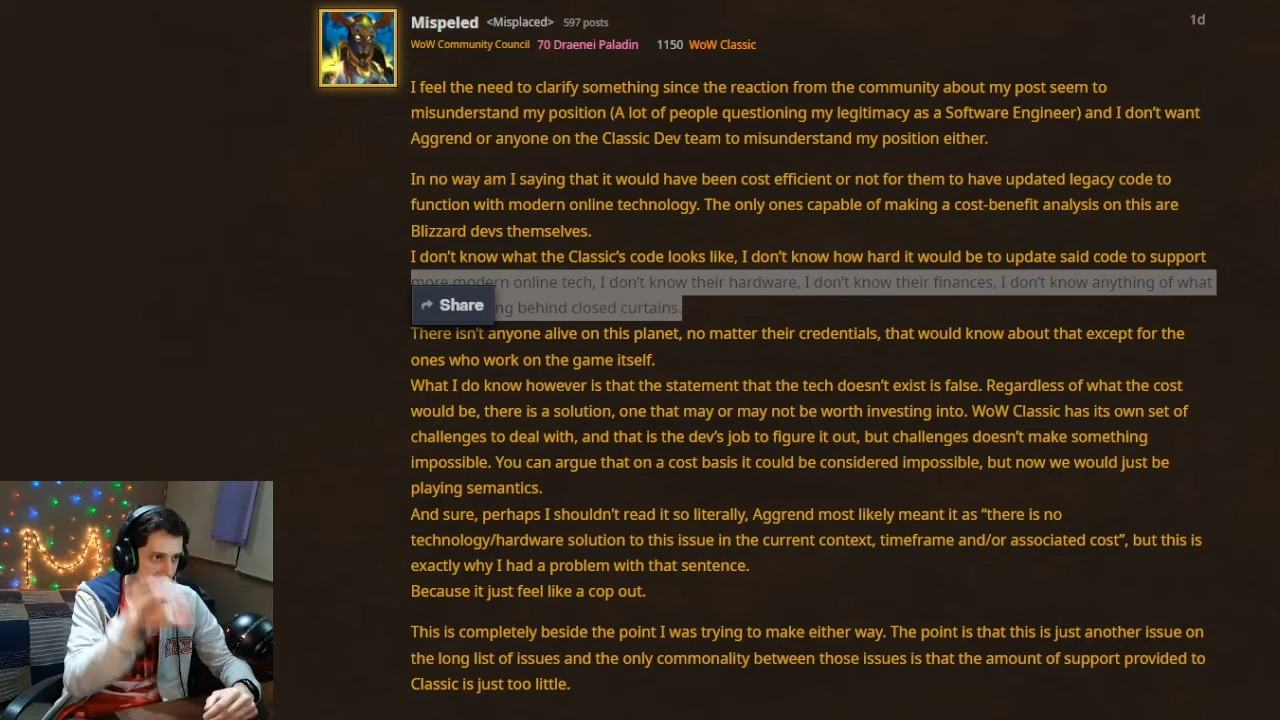 Mispeled <Misplaced> 597 posts 1d
WoW Community Council 70 Draenei Paladin 1150 WoW Classic
I feel the need to clarify something since the reaction from the community about my post seem to
misunderstand my position (A lot of people questioning my legitimacy as a Software Engineer) and I don't want
Aggrend or anyone on the Classic Dev team to misunderstand my position either.
In no way am I saying that it would have been cost efficient or not for them to have updated legacy code to
function with modern online technology. The only ones capable of making a cost-benefit analysis on this are
Blizzard devs themselves.
I don't know what the Classic's code looks like, I don't know how hard it would be to update said code to support
more modern online tech, I don't know their hardware, I don't know their finances, I don't know anything of what
Share ng behind closed curtains.
There isn't anyone alive on this planet, no matter their credentials, that would know about that except for the
ones who work on the game itself.
What I do know however is that the statement that the tech doesn't exist is false. Regardless of what the cost
would be, there is a solution, one that may or may not be worth investing into. WoW Classic has its own set of
challenges to deal with, and that is the dev's job to figure it out, but challenges doesn't make something
impossible. You can argue that on a cost basis it could be considered impossible, but now we would just be
playing semantics.
And sure, perhaps I shouldn't read it so literally, Aggrend most likely meant it as “there is no
technology/hardware solution to this issue in the current context, timeframe and/or associated cost”, but this is
exactly why I had a problem with that sentence.
Because it just feel like a cop out.
This is completely beside the point I was trying to make either way. The point is that this is just another issue on
the long list of issues and the only commonality between those issues is that the amount of support provided to
Classic is just too little.